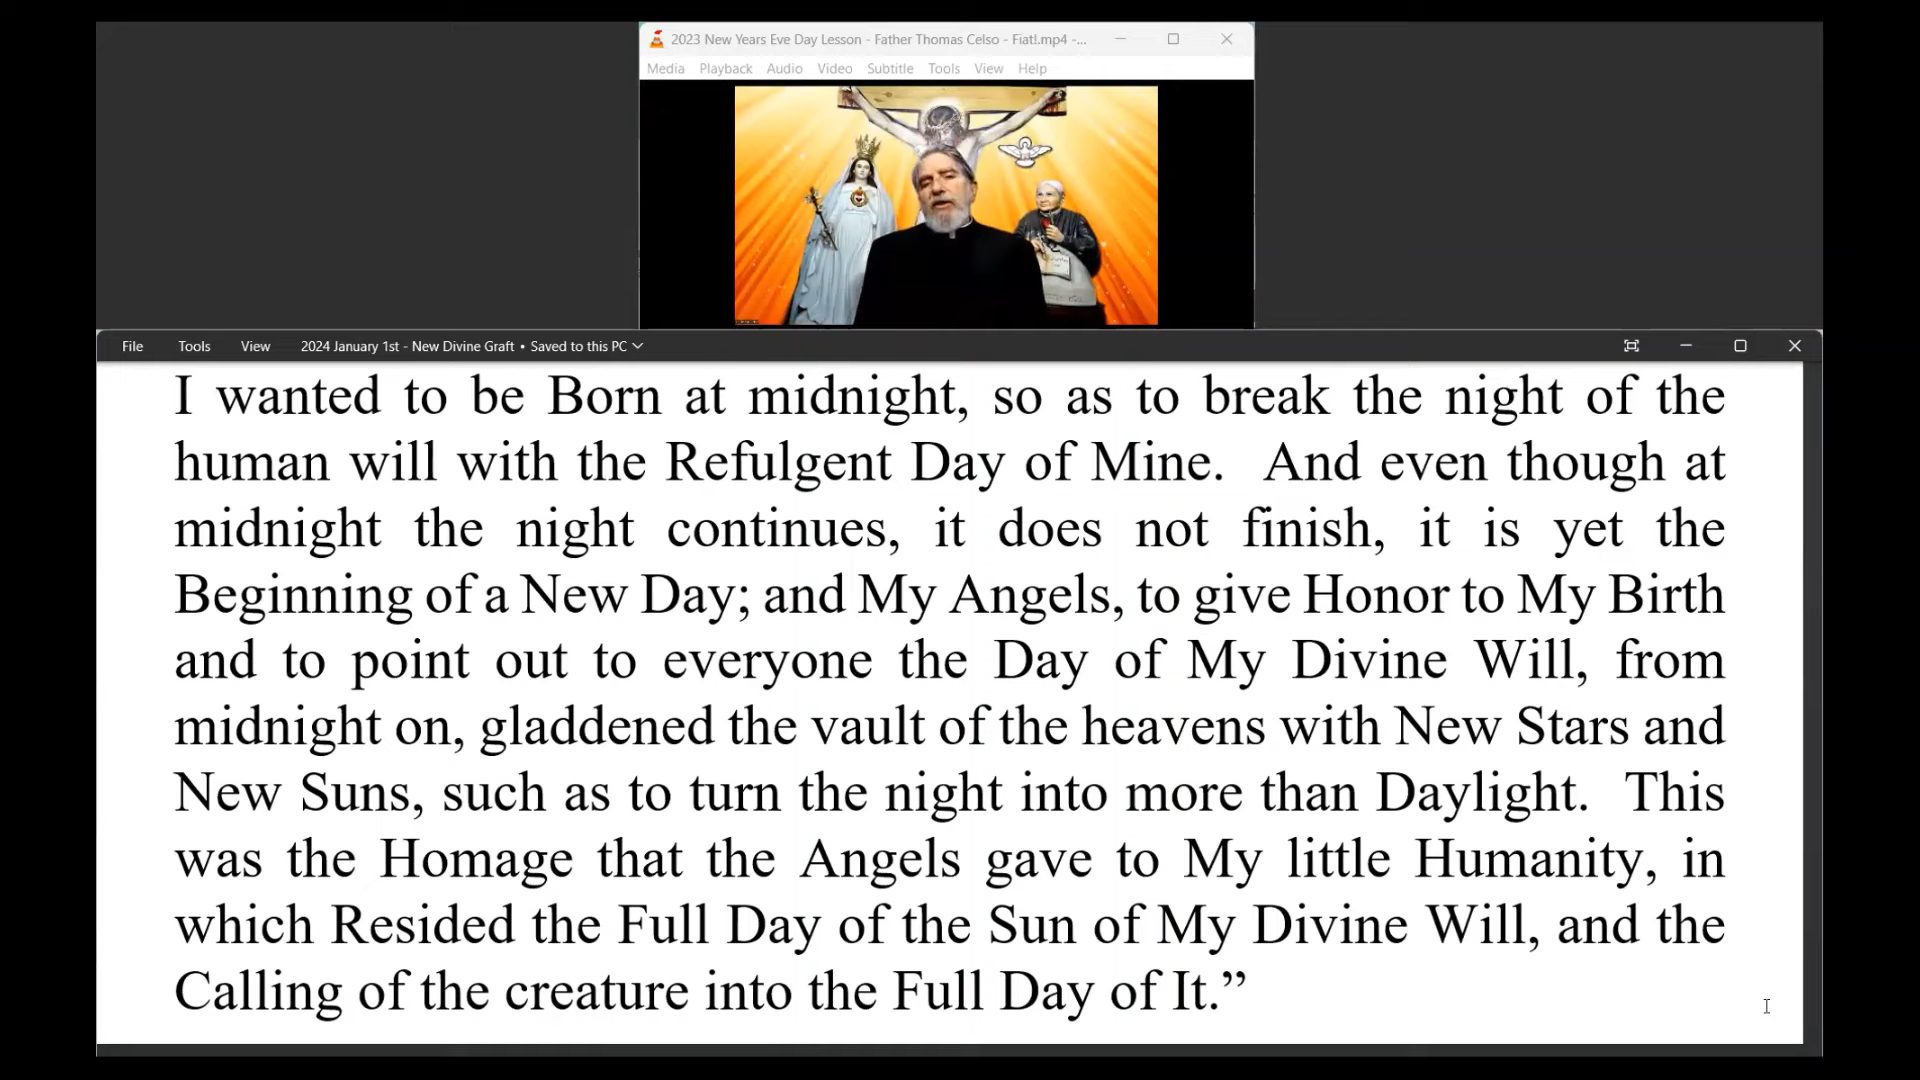 2023 New Years Eve Day Lesson - Father Thomas Celso - Fiat!.mp4 -...
Media Playback Audio Video Subtitle Tools View Help
File Tools View 2024 January 1st - New Divine Graft • Saved to this PC
I wanted to be Born at midnight, so as to break the night of the
human will with the Refulgent Day of Mine. And even though at
midnight the night continues, it does not finish, it is yet the
Beginning of a New Day; and My Angels, to give Honor to My Birth
and to point out to everyone the Day of My Divine Will, from
midnight on, gladdened the vault of the heavens with New Stars and
New Suns, such as to turn the night into more than Daylight. This
was the Homage that the Angels gave to My little Humanity, in
which Resided the Full Day of the Sun of My Divine Will, and the
Calling of the creature into the Full Day of It.”